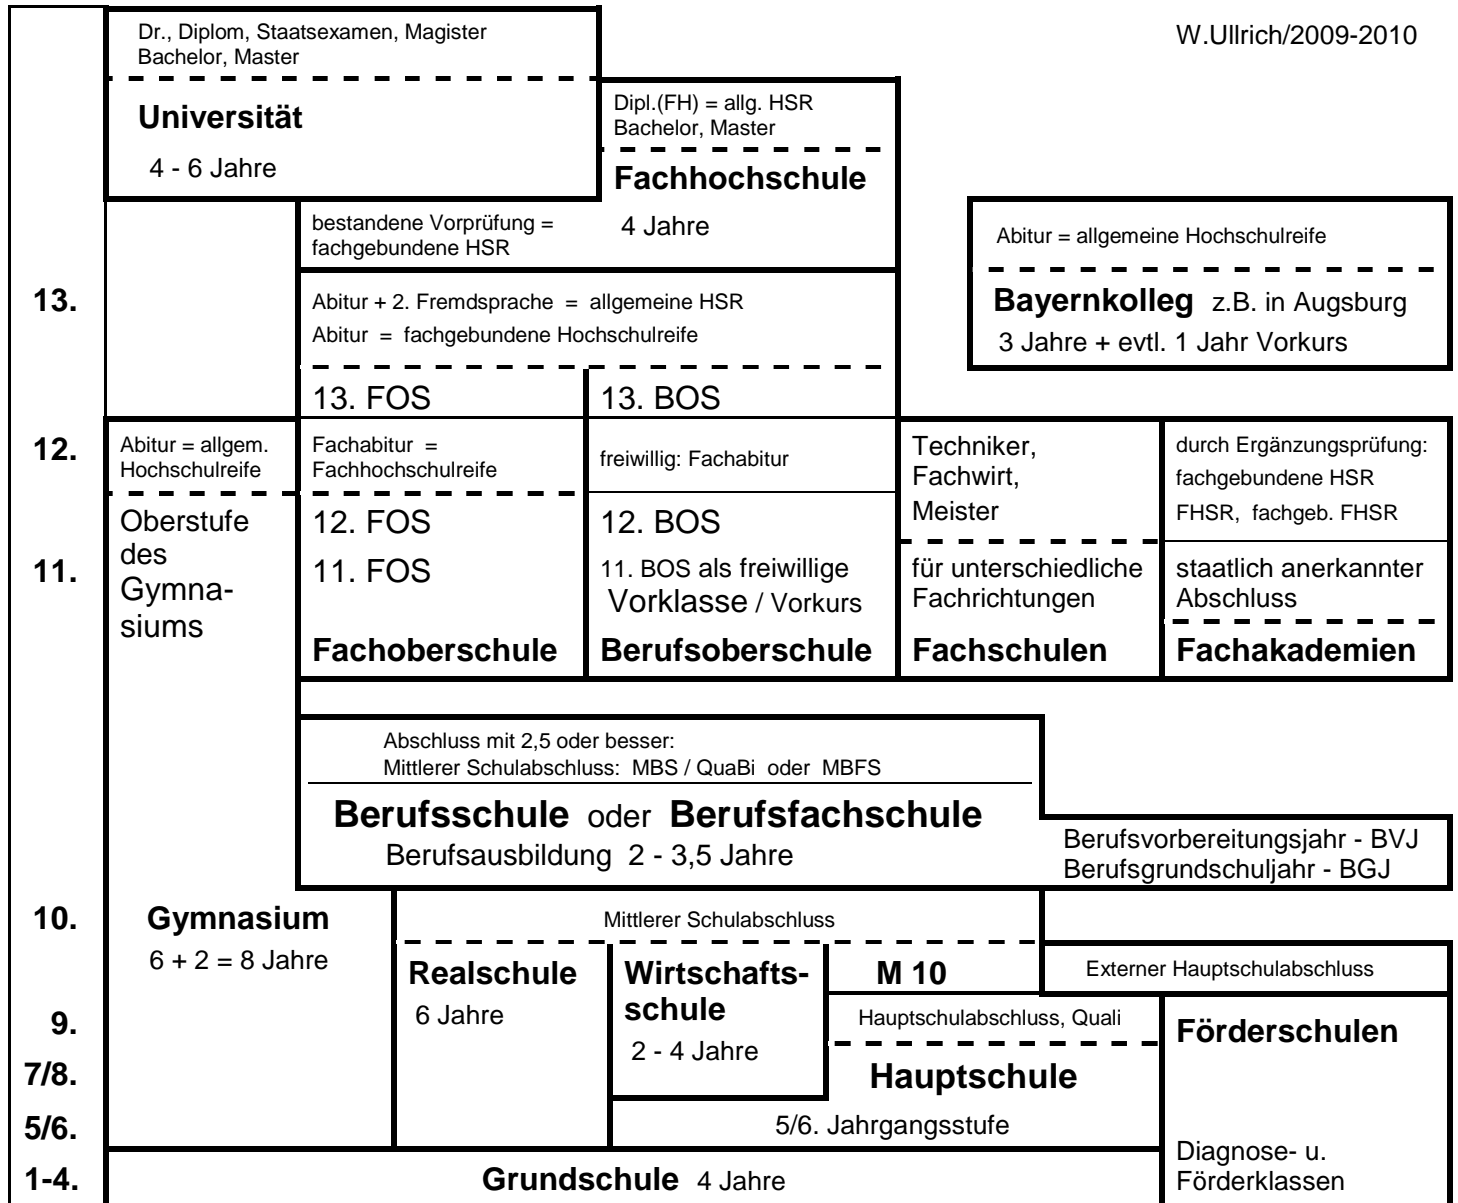 Dr., Diplom, Staatsexamen, Magister
Bachelor, Master
Universität
4 - 6 Jahre
W.Ullrich/2009-2010
Dipl.(FH) = allg. HSR
Bachelor, Master
Fachhochschule
4 Jahre
bestandene Vorprüfung =
fachgebundene HSR
Abitur = allgemeine Hochschulreife
Bayernkolleg z.B. in Augsburg
3 Jahre + evtl. 1 Jahr Vorkurs
13.
Abitur + 2. Fremdsprache = allgemeine HSR
Abitur = fachgebundene Hochschulreife
13. FOS
13. BOS
12.
Abitur = allgem.
Hochschulreife
Fachabitur =
Fachhochschulreife
freiwillig: Fachabitur
Techniker,
Fachwirt,
Meister
durch Ergänzungsprüfung:
fachgebundene HSR
FHSR, fachgeb. FHSR
11.
Oberstufe
des
Gymna-
siums
12. FOS
11. FOS
Fachoberschule
12. BOS
11. BOS als freiwillige
Vorklasse / Vorkurs
Berufsoberschule
für unterschiedliche
Fachrichtungen
Fachschulen
staatlich anerkannter
Abschluss
Fachakademien
Abschluss mit 2,5 oder besser:
Mittlerer Schulabschluss: MBS / QuaBi oder MBFS
Berufsschule oder Berufsfachschule
Berufsausbildung 2 - 3,5 Jahre
Berufsvorbereitungsjahr - BVJ
Berufsgrundschuljahr - BGJ
10.
Gymnasium
6 + 2 = 8 Jahre
Mittlerer Schulabschluss
Realschule
6 Jahre
Wirtschafts-
schule
2 - 4 Jahre
M 10
Externer Hauptschulabschluss
9.
Hauptschulabschluss, Quali
Förderschulen
7/8.
Hauptschule
5/6.
5/6. Jahrgangsstufe
Diagnose- u.
Förderklassen
1-4.
Grundschule 4 Jahre